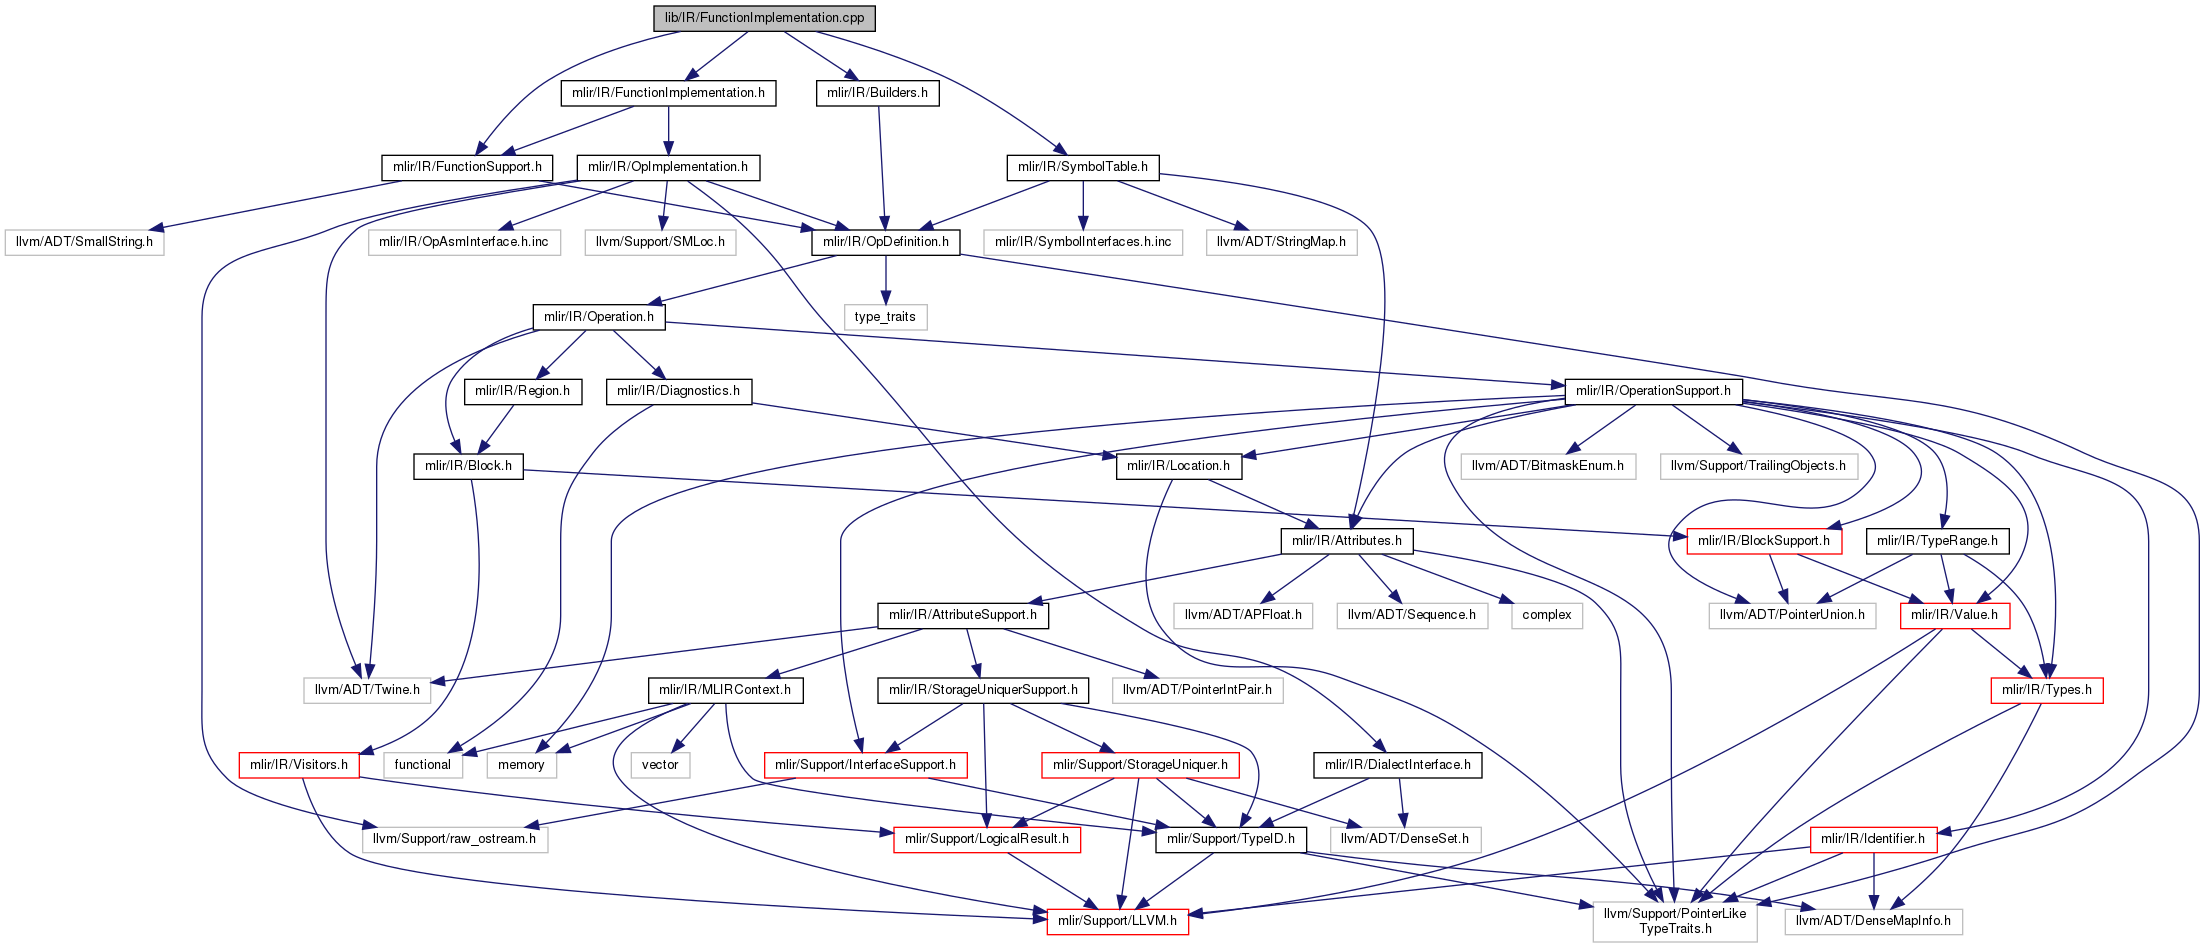 lib/IR/FunctionImplementation.cpp
mlir/IR/FunctionImplementation.h
mlir/IR/Builders.h
mlir/IR/FunctionSupport.h
mlir/IR/OpImplementation.h
mlir/IR/SymbolTable.h
llvm/ADT/SmallString.h
mlir/IR/OpAsmInterface.h.inc
llvm/Support/SMLoc.h
mlir/IR/OpDefinition.h
mlir/IR/SymbolInterfaces.h.inc
llvm/ADT/StringMap.h
mlir/IR/Operation.h
type_traits
mlir/IR/Region.h
mlir/IR/Diagnostics.h
mlir/IR/OperationSupport.h
mlir/IR/Block.h
mlir/IR/Location.h
llvm/ADT/BitmaskEnum.h
llvm/Support/TrailingObjects.h
mlir/IR/Attributes.h
mlir/IR/BlockSupport.h
mlir/IR/TypeRange.h
mlir/IR/AttributeSupport.h
llvm/ADT/APFloat.h
llvm/ADT/Sequence.h
complex
llvm/ADT/PointerUnion.h
mlir/IR/Value.h
llvm/ADT/Twine.h
mlir/IR/MLIRContext.h
mlir/IR/StorageUniquerSupport.h
llvm/ADT/PointerIntPair.h
mlir/IR/Types.h
mlir/IR/Visitors.h
functional
memory
vector
mlir/Support/InterfaceSupport.h
mlir/Support/StorageUniquer.h
mlir/IR/DialectInterface.h
llvm/Support/raw_ostream.h
mlir/Support/LogicalResult.h
mlir/Support/TypeID.h
llvm/ADT/DenseSet.h
mlir/IR/Identifier.h
mlir/Support/LLVM.h
llvm/Support/PointerLike
TypeTraits.h
llvm/ADT/DenseMapInfo.h